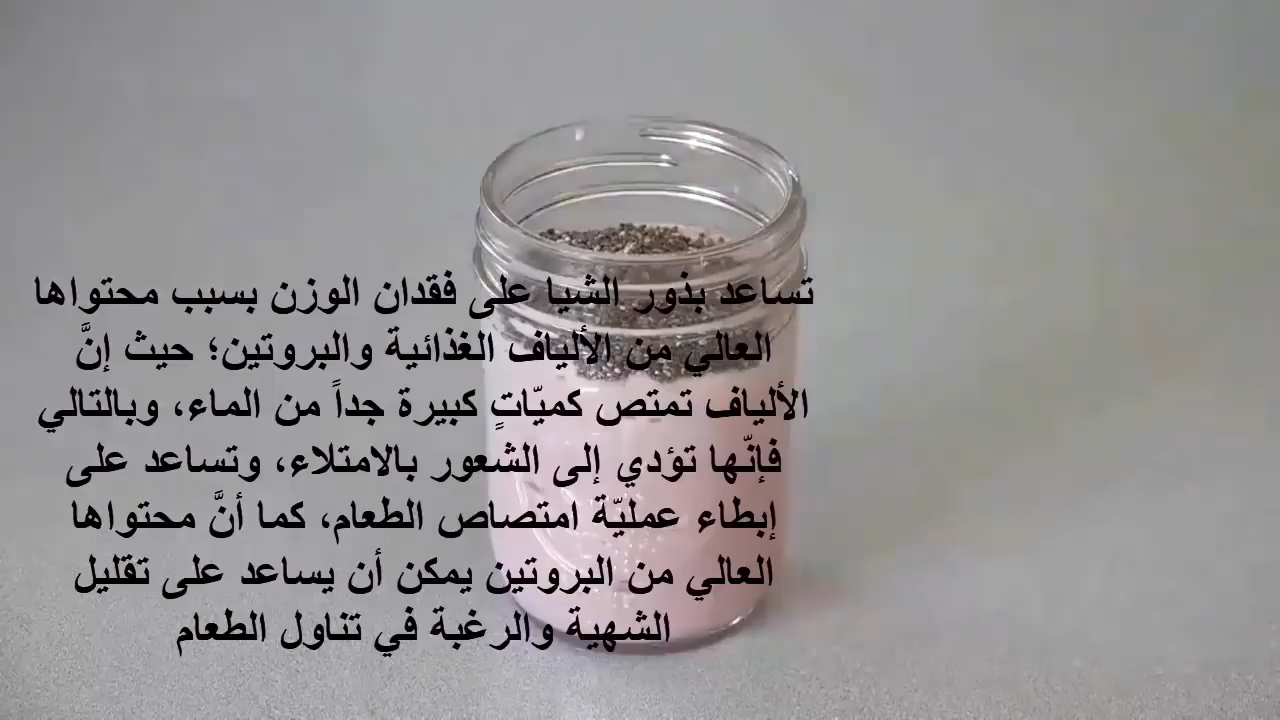 تساعد بذور الشيا على فقدان الوزن بسبب محتواها
العالي من الألياف الغذائية والبروتين؛ حيث إنَّ
الألياف تمتص كميّاتٍ كبيرة جداً من الماء، وبالتالي
فإنّها تؤدي إلى الشعور بالامتلاء، وتساعد على
إبطاء عمليّة امتصاص الطعام، كما أنَّ محتواها
العالي من البروتين يمكن أن يساعد على تقليل
الشهية والرغبة في تناول الطعام